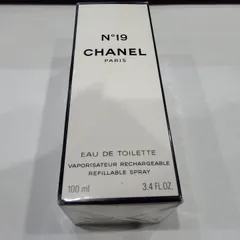 N°19
CHANEL
PARIS
EAU DE TOILETTE
VAPORISATEUR RECHARGEABLE
REFILLABLE SPRAY
100 ml 3.4 FL.OZ.